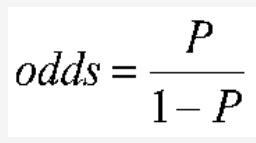 odds = P / (1 − P)